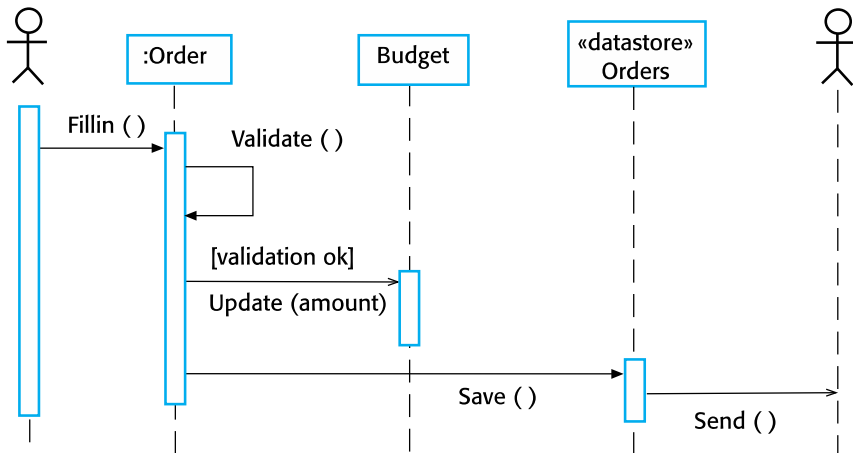 :Order
Budget
«datastore»
Orders
Fillin ( )
Validate ( )
[validation ok]
Update (amount)
Save ( )
Send ( )